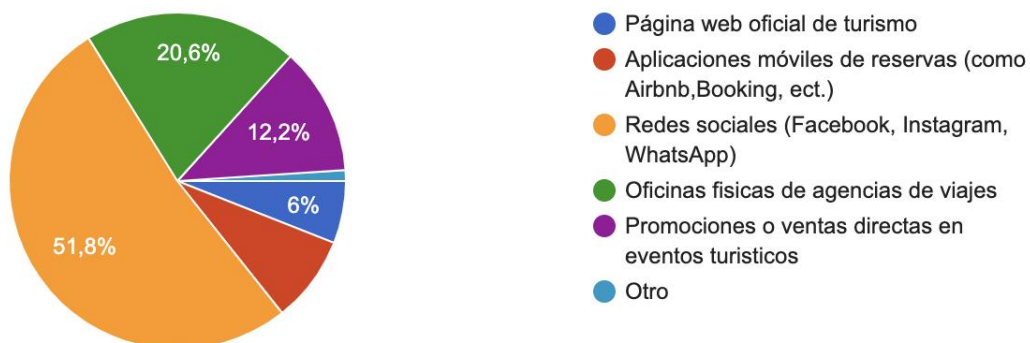 20,6%
12,2%
6%
51,8%
Página web oficial de turismo
Aplicaciones móviles de reservas (como
Airbnb,Booking, ect.)
Redes sociales (Facebook, Instagram,
WhatsApp)
Oficinas fisicas de agencias de viajes
Promociones o ventas directas en
eventos turisticos
Otro